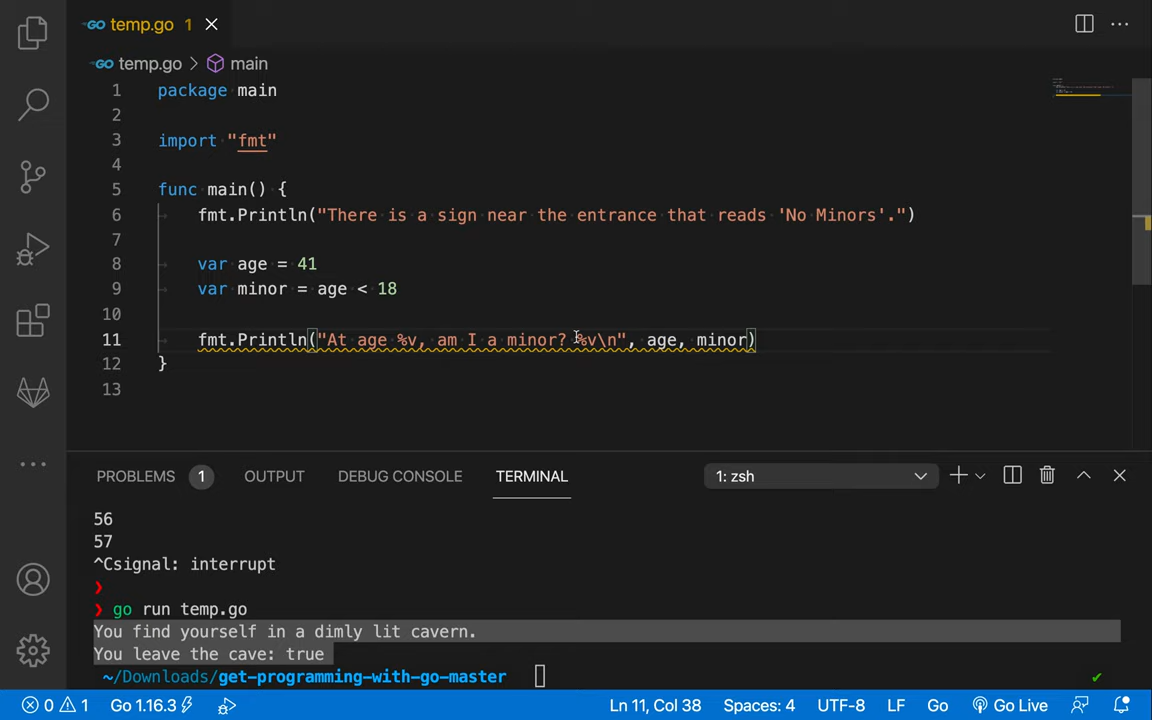 GO temp.go 1
GO temp.go > main
1 package main
2
3 import "fmt"
4
5 func main() {
6 fmt.Println("There is a sign near the entrance that reads 'No Minors'.")
7
8 var age = 41
9 var minor = age < 18
10
11 fmt.Println("At age %v, am I a minor? %v\n", age, minor)
12 }
13
PROBLEMS 1 OUTPUT DEBUG CONSOLE TERMINAL 1: zsh
56
57
^Csignal: interrupt
❯
❯ go run temp.go
You find yourself in a dimly lit cavern.
You leave the cave: true
~/Downloads/get-programming-with-go-master
0 1 Go 1.16.3 Ln 11, Col 38 Spaces: 4 UTF-8 LF Go Go Live